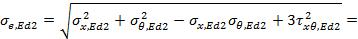 σ_{e,Ed2} = √(σ²_{x,Ed2} + σ²_{θ,Ed2} − σ_{x,Ed2}σ_{θ,Ed2} + 3τ²_{xθ,Ed2}) =